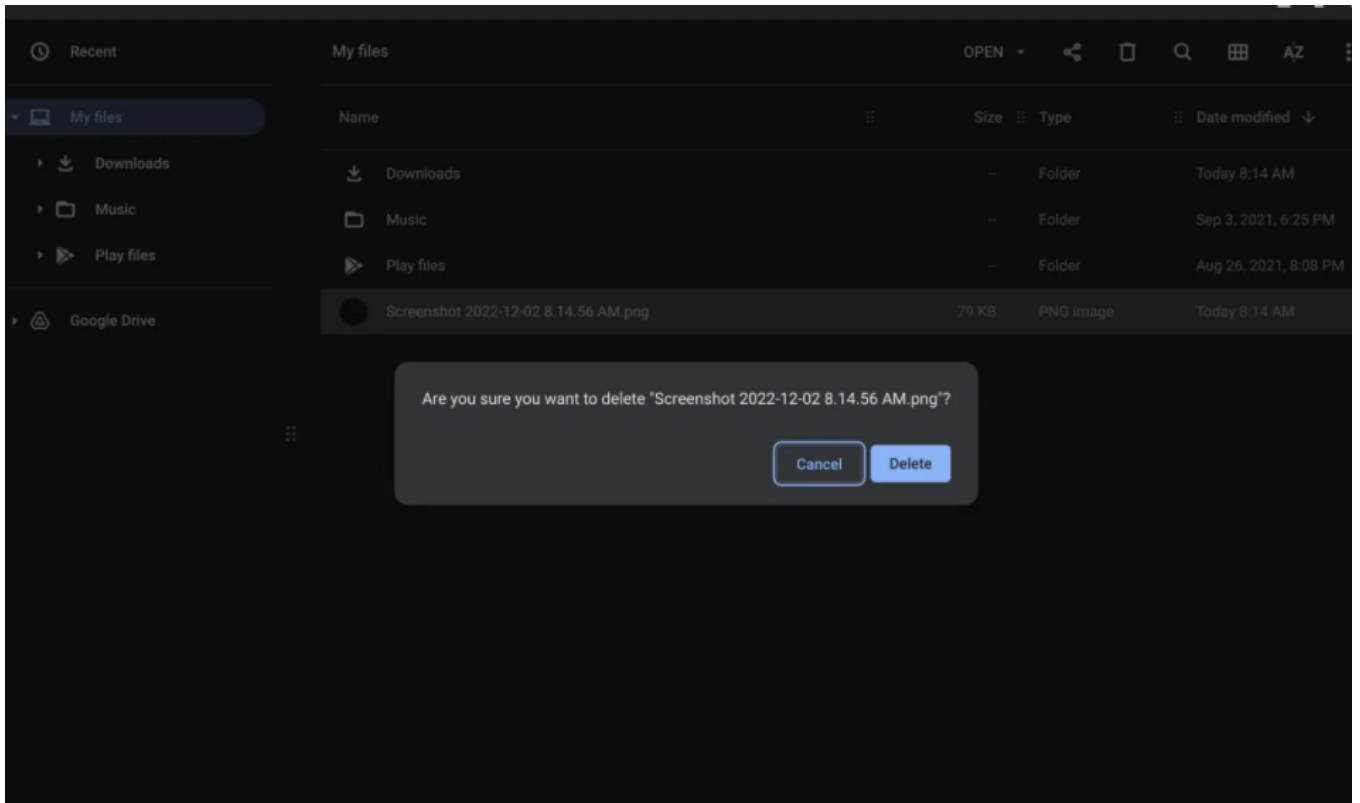 Recent
My files
OPEN
AZ
My files
Name
Size
Type
Date modified
Downloads
Downloads
--
Folder
Today 8:14 AM
Music
Music
--
Folder
Sep 3, 2021, 6:25 PM
Play files
Play files
--
Folder
Aug 26, 2021, 8:08 PM
Google Drive
Screenshot 2022-12-02 8.14.56 AM.png
79 KB
PNG image
Today 8:14 AM
Are you sure you want to delete "Screenshot 2022-12-02 8.14.56 AM.png"?
Cancel
Delete